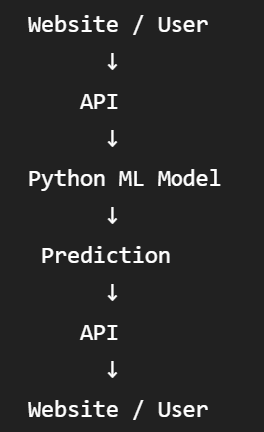 Website / User
↓
API
↓
Python ML Model
↓
Prediction
↓
API
↓
Website / User